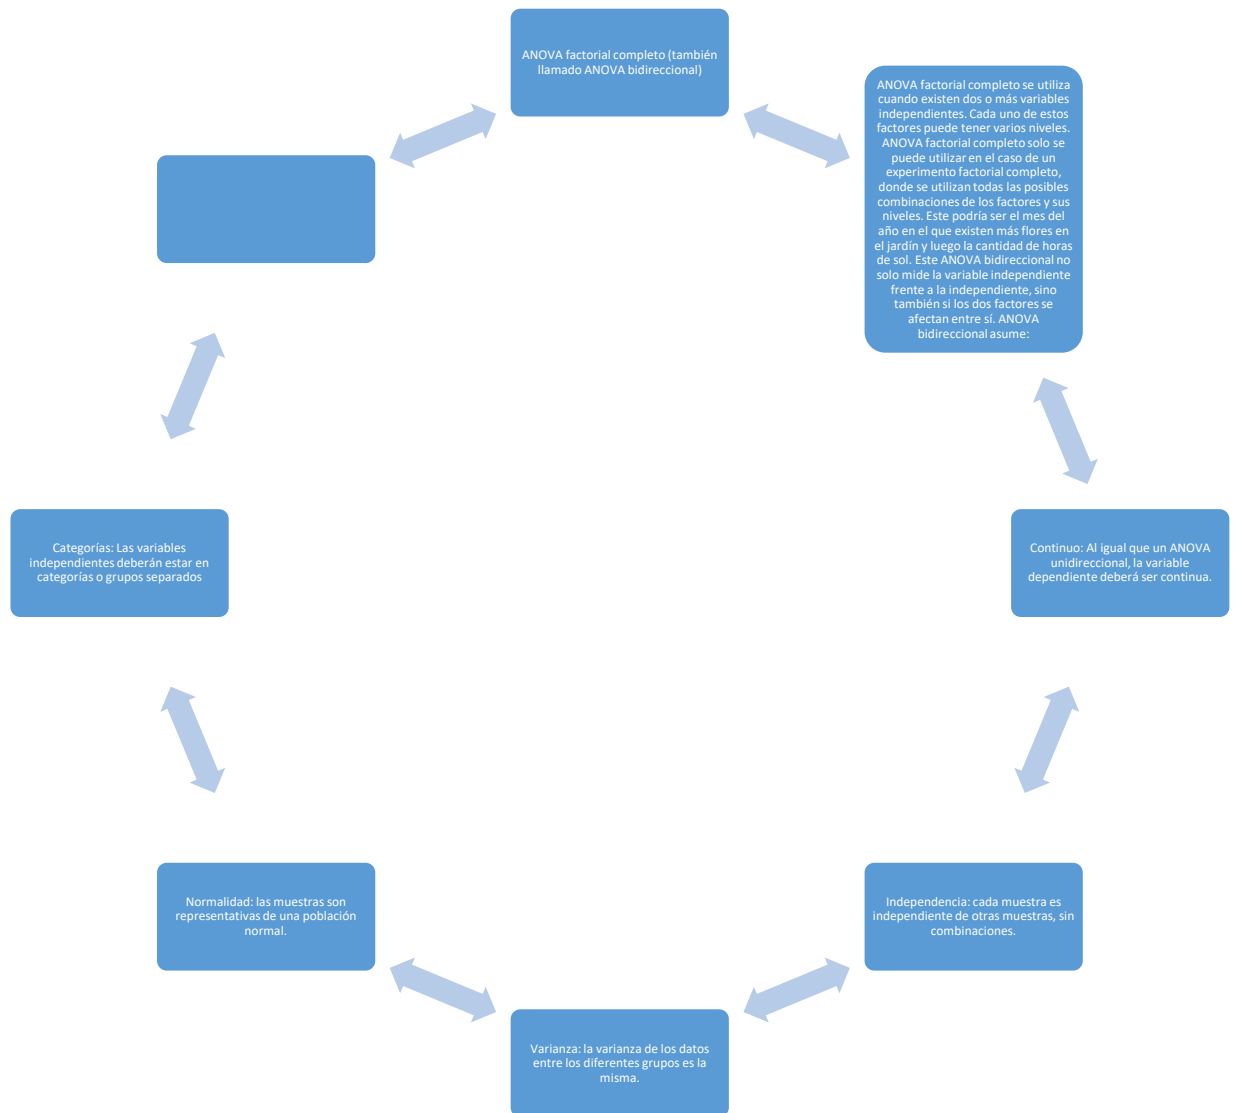 ANOVA factorial completo (también
llamado ANOVA bidireccional)
ANOVA factorial completo se utiliza
cuando existen dos o más variables
independientes. Cada uno de estos
factores puede tener varios niveles.
ANOVA factorial completo solo se
puede utilizar en el caso de un
experimento factorial completo,
donde se utilizan todas las posibles
combinaciones de los factores y sus
niveles. Este podría ser el mes del
año en el que existen más flores en
el jardín y luego la cantidad de horas
de sol. Este ANOVA bidireccional no
solo mide la variable independiente
frente a la independiente, sino
también si los dos factores se
afectan entre sí. ANOVA
bidireccional asume:
Continuo: Al igual que un ANOVA
unidireccional, la variable
dependiente deberá ser continua.
Independencia: cada muestra es
independiente de otras muestras, sin
combinaciones.
Varianza: la varianza de los datos
entre los diferentes grupos es la
misma.
Normalidad: las muestras son
representativas de una población
normal.
Categorías: Las variables
independientes deberán estar en
categorías o grupos separados